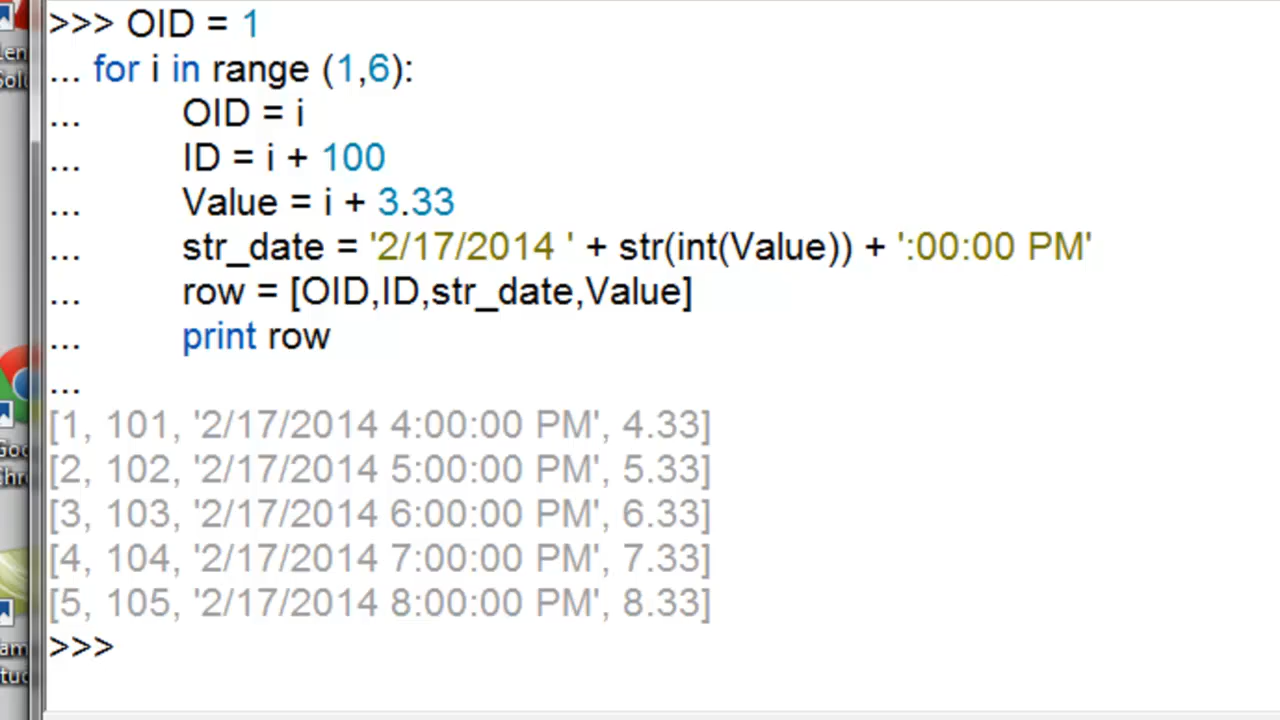 >>> OID = 1
... for i in range (1,6):
... OID = i
... ID = i + 100
... Value = i + 3.33
... str_date = '2/17/2014 ' + str(int(Value)) + ':00:00 PM'
... row = [OID,ID,str_date,Value]
... print row
...
[1, 101, '2/17/2014 4:00:00 PM', 4.33]
[2, 102, '2/17/2014 5:00:00 PM', 5.33]
[3, 103, '2/17/2014 6:00:00 PM', 6.33]
[4, 104, '2/17/2014 7:00:00 PM', 7.33]
[5, 105, '2/17/2014 8:00:00 PM', 8.33]
>>>